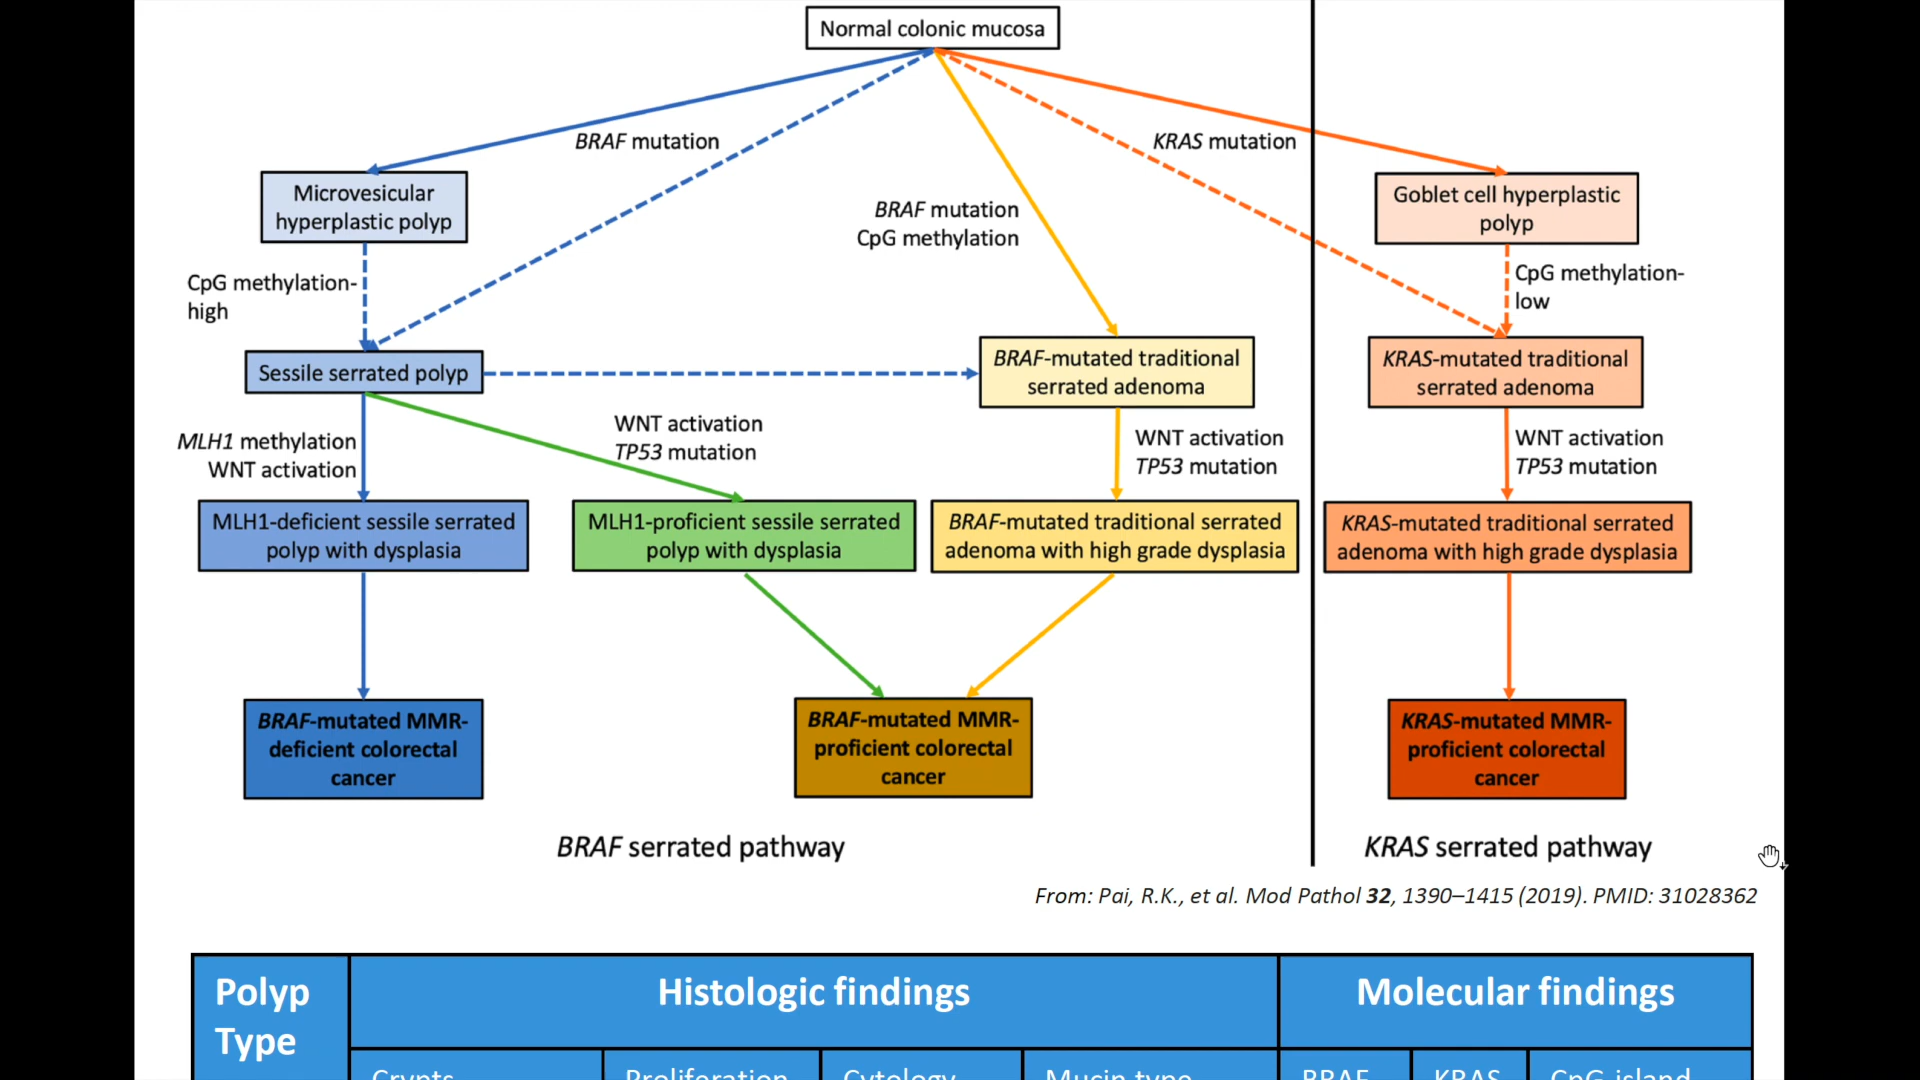 Normal colonic mucosa
BRAF mutation
KRAS mutation
Microvesicular
hyperplastic polyp
BRAF mutation
CpG methylation
Goblet cell hyperplastic
polyp
CpG methylation-
high
CpG methylation-
low
Sessile serrated polyp
BRAF-mutated traditional
serrated adenoma
KRAS-mutated traditional
serrated adenoma
MLH1 methylation
WNT activation
WNT activation
TP53 mutation
WNT activation
TP53 mutation
WNT activation
TP53 mutation
MLH1-deficient sessile serrated
polyp with dysplasia
MLH1-proficient sessile serrated
polyp with dysplasia
BRAF-mutated traditional serrated
adenoma with high grade dysplasia
KRAS-mutated traditional serrated
adenoma with high grade dysplasia
BRAF-mutated MMR-
deficient colorectal
cancer
BRAF-mutated MMR-
proficient colorectal
cancer
KRAS-mutated MMR-
proficient colorectal
cancer
BRAF serrated pathway
KRAS serrated pathway
From: Pai, R.K., et al. Mod Pathol 32, 1390–1415 (2019). PMID: 31028362
Polyp
Type
Histologic findings
Molecular findings
Crypts
Proliferation
Cytology
Mucin type
BRAF
KRAS
CpG island